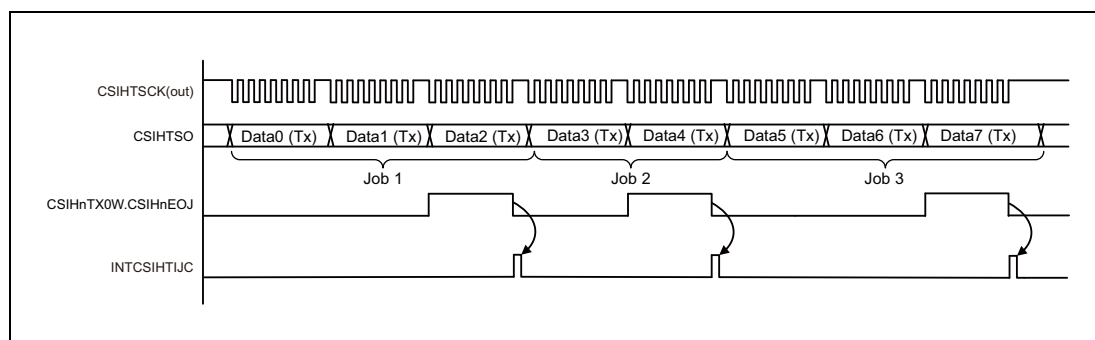 CSIHTSCK(out)
CSIHTSO
Data0 (Tx) Data1 (Tx) Data2 (Tx) Data3 (Tx) Data4 (Tx) Data5 (Tx) Data6 (Tx) Data7 (Tx)
Job 1 Job 2 Job 3
CSIHnTX0W.CSIHnEOJ
INTCSIHTIJC